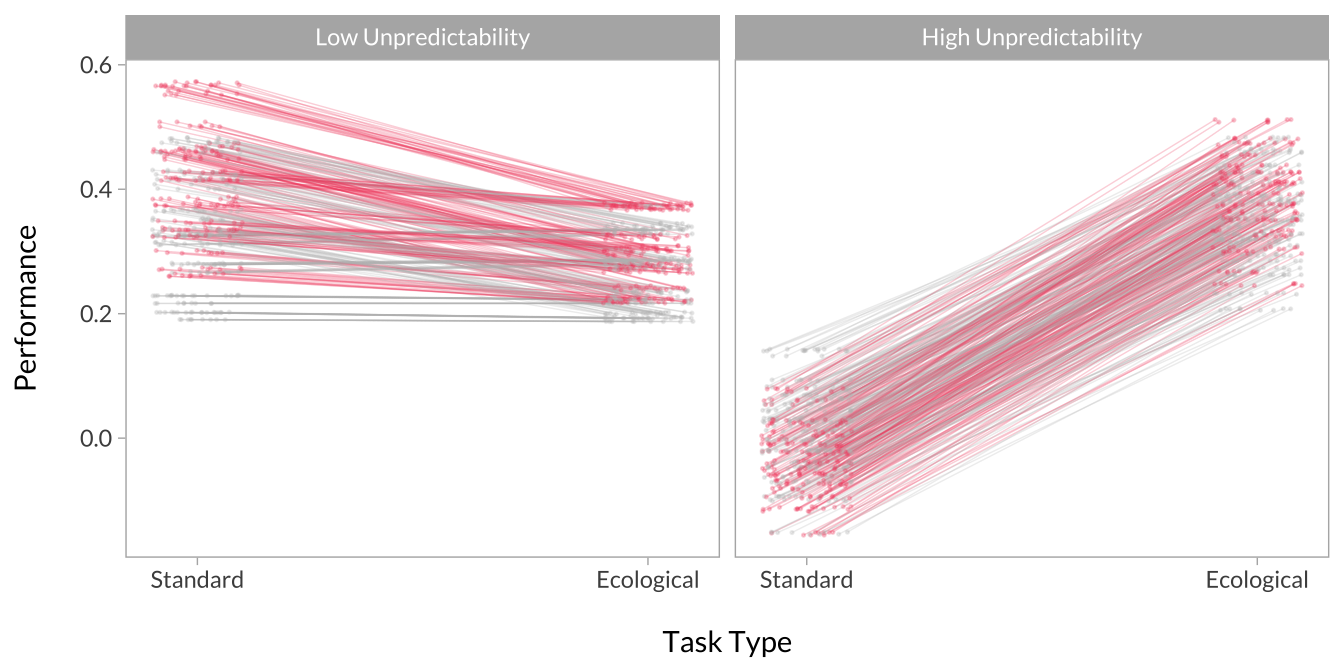 Low Unpredictability
High Unpredictability
0.6
0.4
0.2
0.0
Performance
Standard
Ecological
Standard
Ecological
Task Type